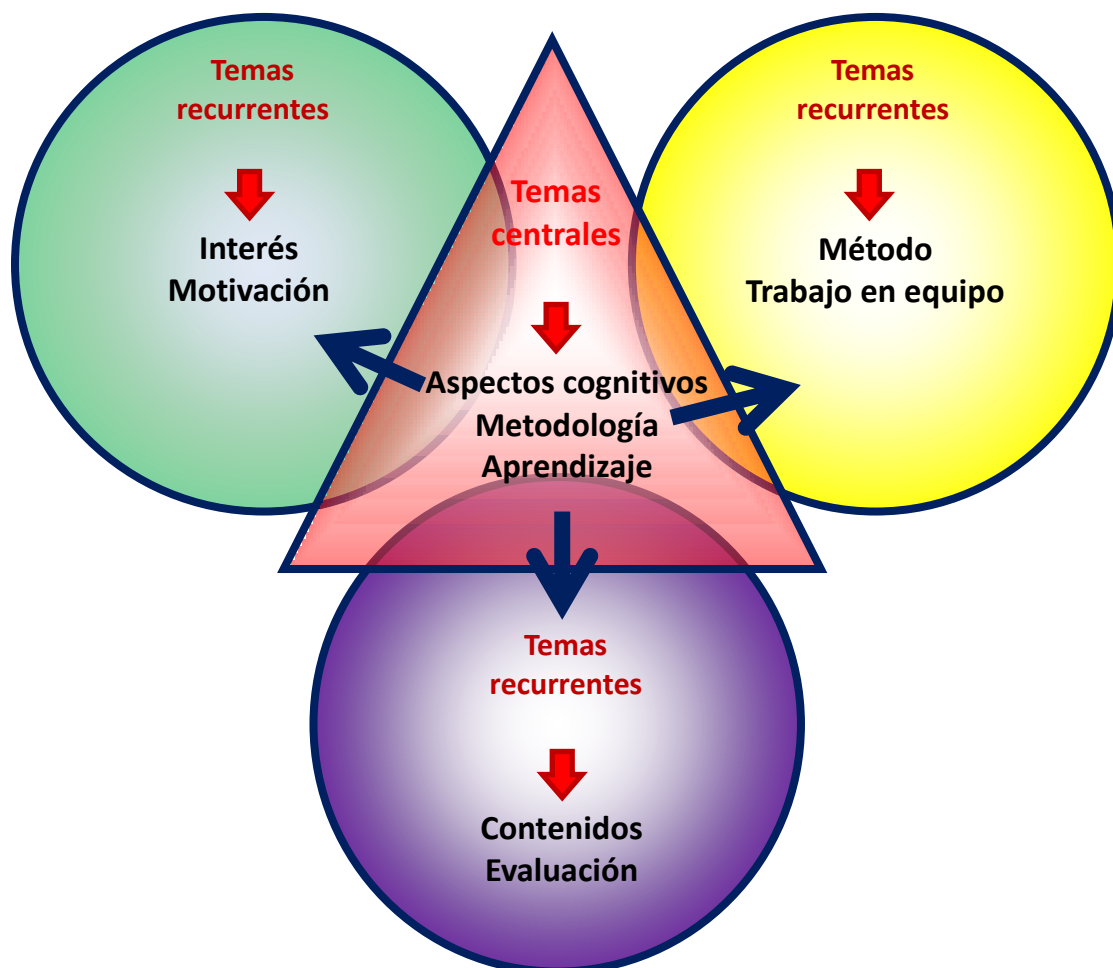 Temas
recurrentes
Interés
Motivación
Temas
centrales
Aspectos cognitivos
Metodología
Aprendizaje
Temas
recurrentes
Método
Trabajo en equipo
Temas
recurrentes
Contenidos
Evaluación